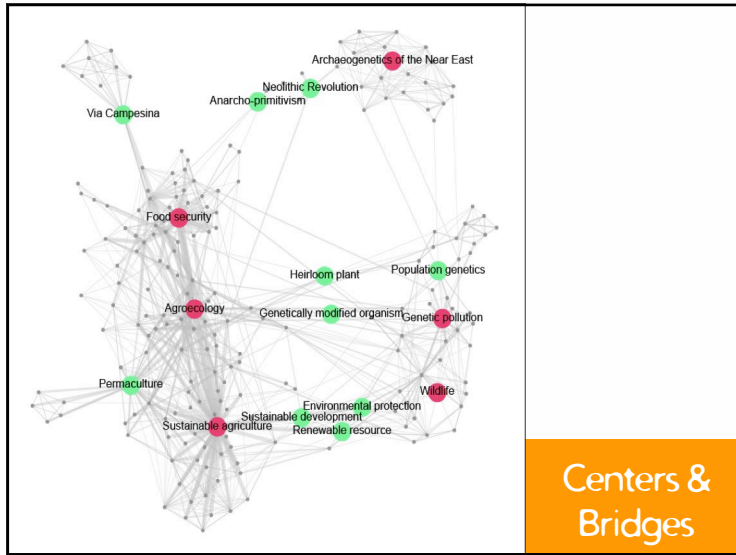 Archaeogenetics of the Near East
Neolithic Revolution
Anarcho-primitivism
Via Campesina
Food security
Heirloom plant
Population genetics
Agroecology
Genetically modified organism
Genetic pollution
Permaculture
Wildlife
Environmental protection
Sustainable development
Sustainable agriculture
Renewable resource
Centers &
Bridges